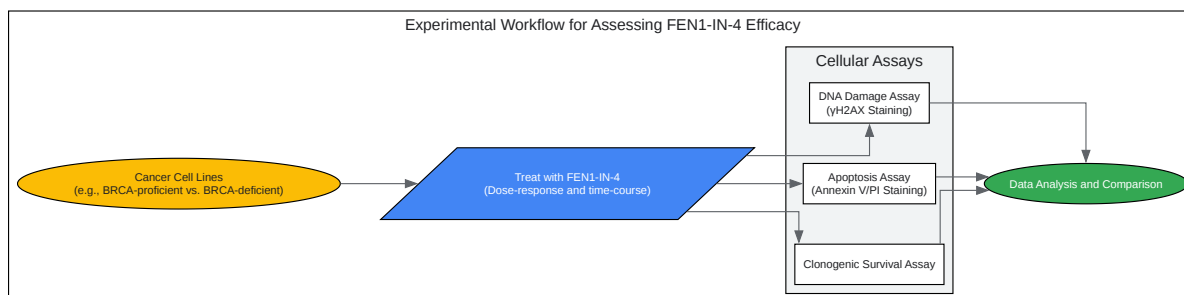 Experimental Workflow for Assessing FEN1-IN-4 Efficacy
Cellular Assays
DNA Damage Assay
(γH2AX Staining)
Cancer Cell Lines
(e.g., BRCA-proficient vs. BRCA-deficient)
Treat with FEN1-IN-4
(Dose-response and time-course)
Apoptosis Assay
(Annexin V/PI Staining)
Data Analysis and Comparison
Clonogenic Survival Assay